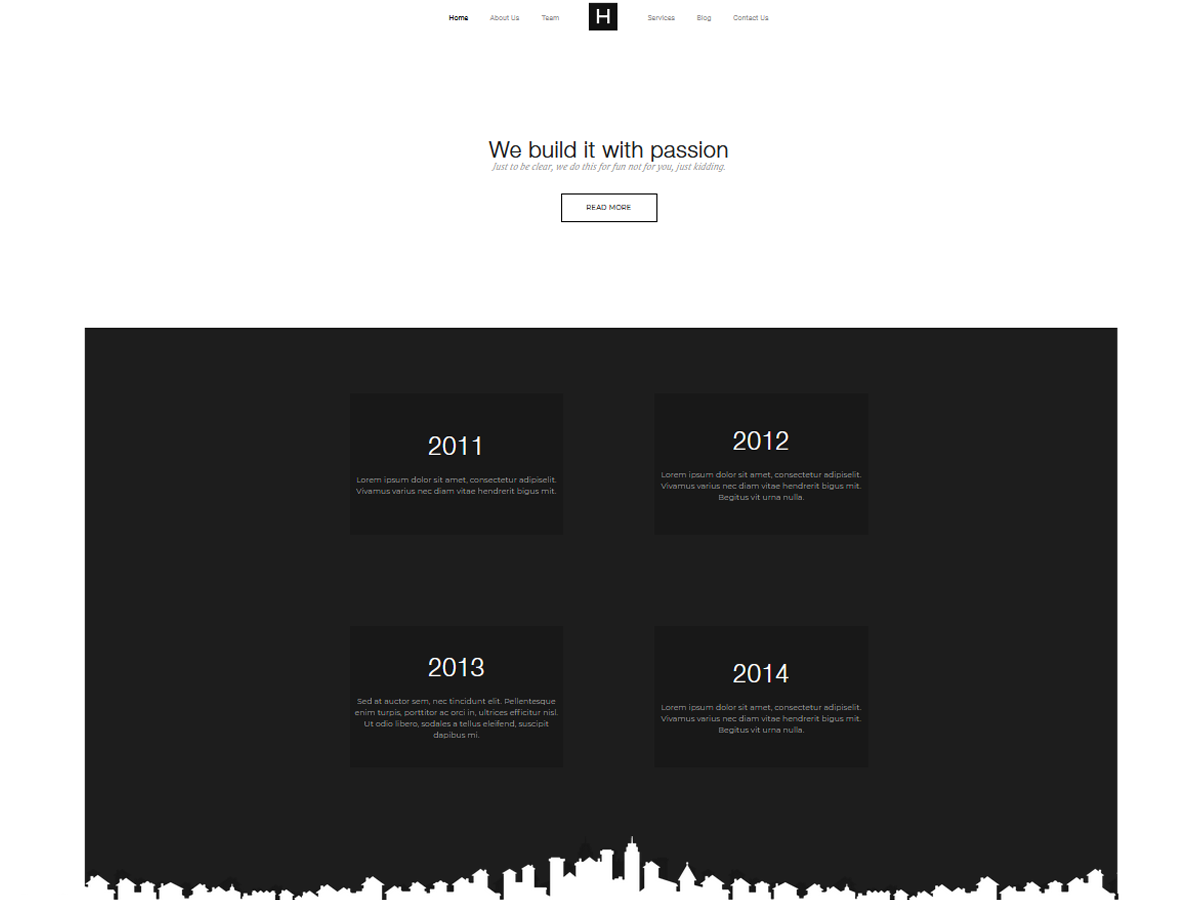 Home About Us Team H Services Blog Contact Us
We build it with passion
Just to be clear, we do this for fun not for you, just kidding.
READ MORE
2011
Lorem ipsum dolor sit amet, consectetur adipiselit.
Vivamus varius nec diam vitae hendrerit bigus mit.
2012
Lorem ipsum dolor sit amet, consectetur adipiselit.
Vivamus varius nec diam vitae hendrerit bigus mit.
Begitus vit urna nulla.
2013
Sed at auctor sem, nec tincidunt elit. Pellentesque
enim turpis, porttitor ac orci in, ultrices efficitur nisl.
Ut odio libero, sodales a tellus eleifend, suscipit
dapibus mi.
2014
Lorem ipsum dolor sit amet, consectetur adipiselit.
Vivamus varius nec diam vitae hendrerit bigus mit.
Begitus vit urna nulla.